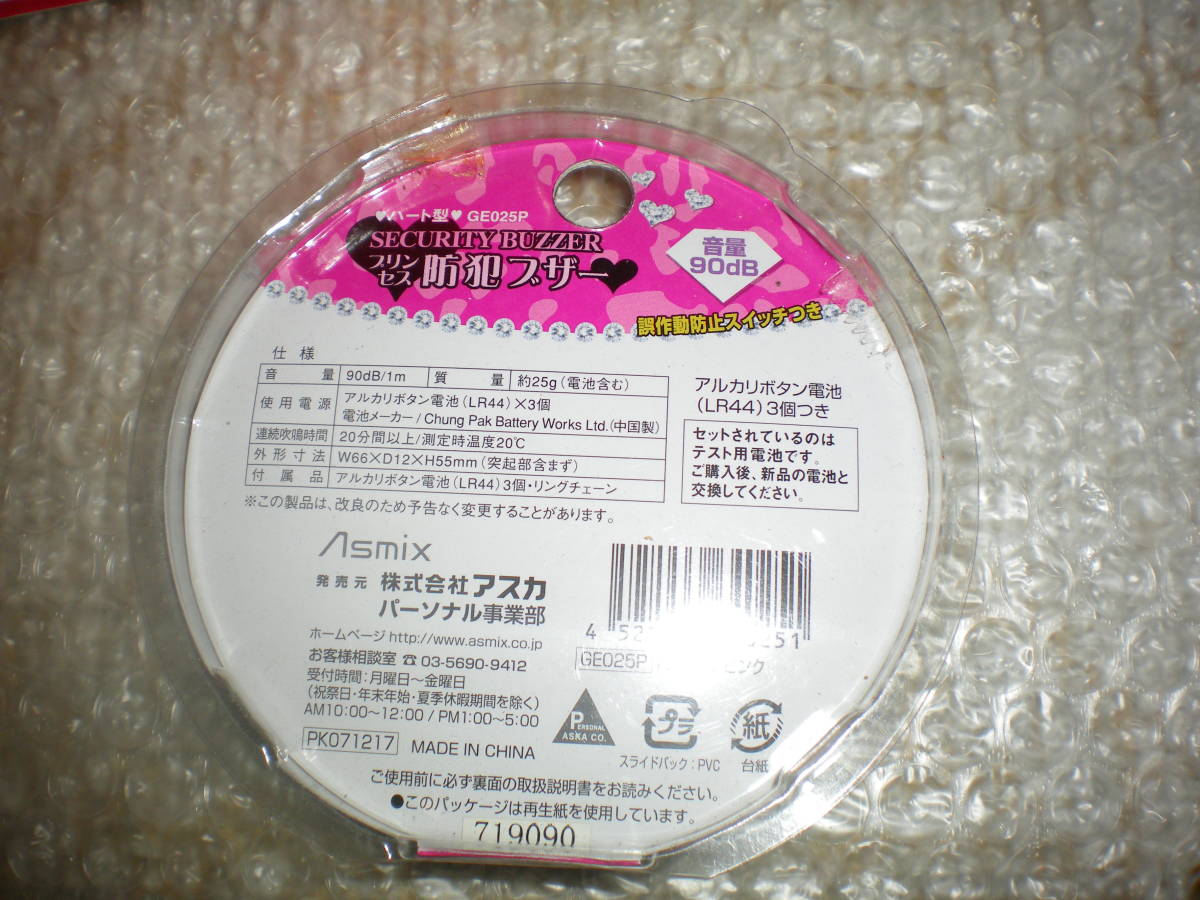 ♥ハート型♥ GE025P
SECURITY BUZZER
プリンセス 防犯ブザー
音量
90dB
誤作動防止スイッチつき
仕様
音量 90dB/1m 質量 約25g(電池含む)
使用電源 アルカリボタン電池(LR44)×3個
電池メーカー/Chung Pak Battery Works Ltd.(中国製)
連続吹鳴時間 20分間以上/測定時温度20℃
外形寸法 W66×D12×H55mm(突起部含まず)
付属品 アルカリボタン電池(LR44)3個・リングチェーン
※この製品は、改良のため予告なく変更することがあります。
アルカリボタン電池
(LR44)3個つき
セットされているのは
テスト用電池です。
ご購入後、新品の電池と
交換してください。
Asmix
発売元 株式会社アスカ
パーソナル事業部
ホームページ http://www.asmix.co.jp
お客様相談室 ☎03-5690-9412
受付時間:月曜日〜金曜日
(祝祭日・年末年始・夏季休暇期間を除く)
AM10:00〜12:00 / PM1:00〜5:00
PK071217 MADE IN CHINA
GE025P
PERSONAL
ASKA CO.
プラ
スライドパック:PVC
紙
台紙
ご使用前に必ず裏面の取扱説明書をお読みください。
●このパッケージは再生紙を使用しています。
719090